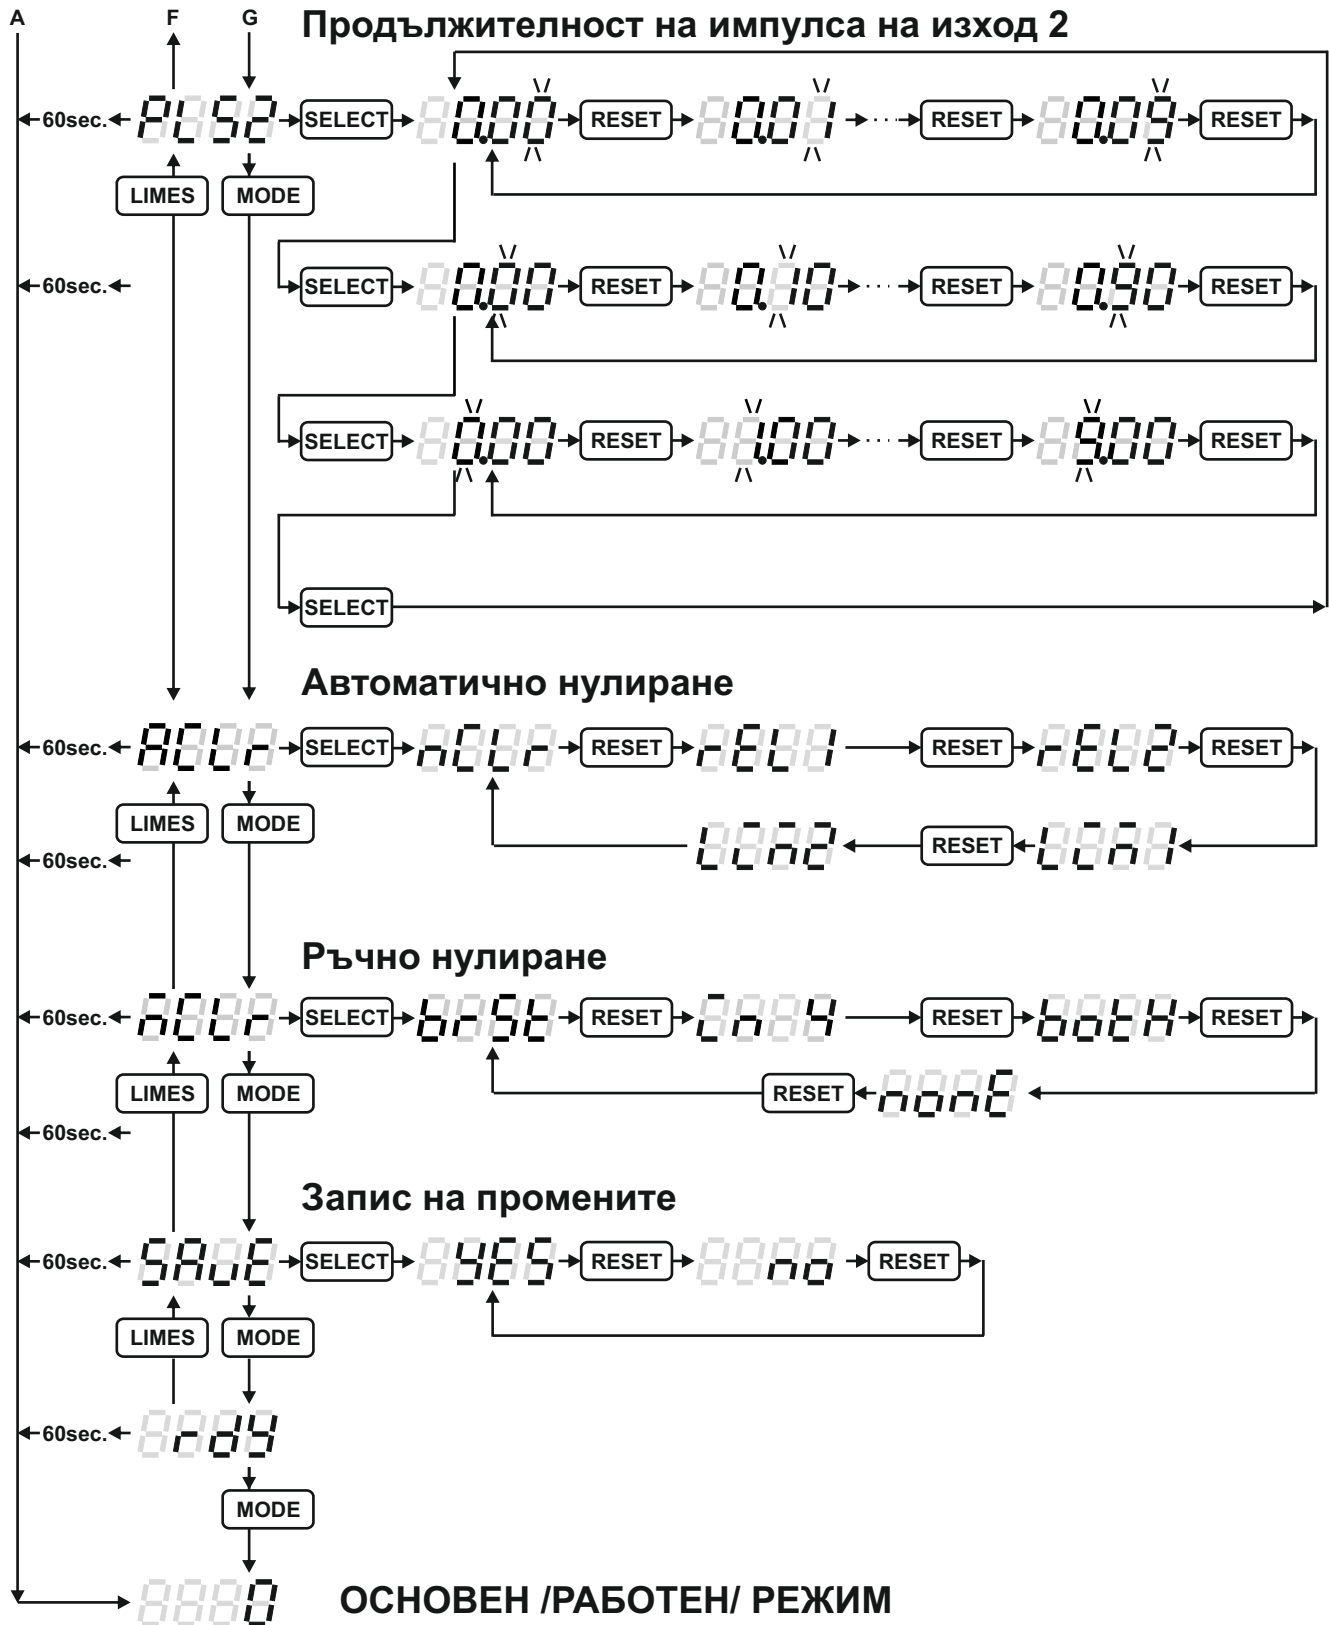 A F G Продължителност на импулса на изход 2
60sec. PLS2 SELECT 0.00 RESET 0.01 ... RESET 0.09 RESET
LIMES MODE
60sec. SELECT 0.00 RESET 0.10 ... RESET 0.90 RESET
SELECT 0.00 RESET 1.00 ... RESET 9.00 RESET
SELECT
Автоматично нулиране
60sec. ACLr SELECT nCLr RESET rEL1 RESET rEL2 RESET
LIMES MODE Lin2 RESET Lin1
60sec.
Ръчно нулиране
60sec. nCLr SELECT brSt RESET in 4 RESET botH RESET
LIMES MODE RESET nonE
60sec.
Запис на промените
60sec. SAUE SELECT YES RESET no RESET
LIMES MODE
60sec. rdY
MODE
0 ОСНОВЕН /РАБОТЕН/ РЕЖИМ